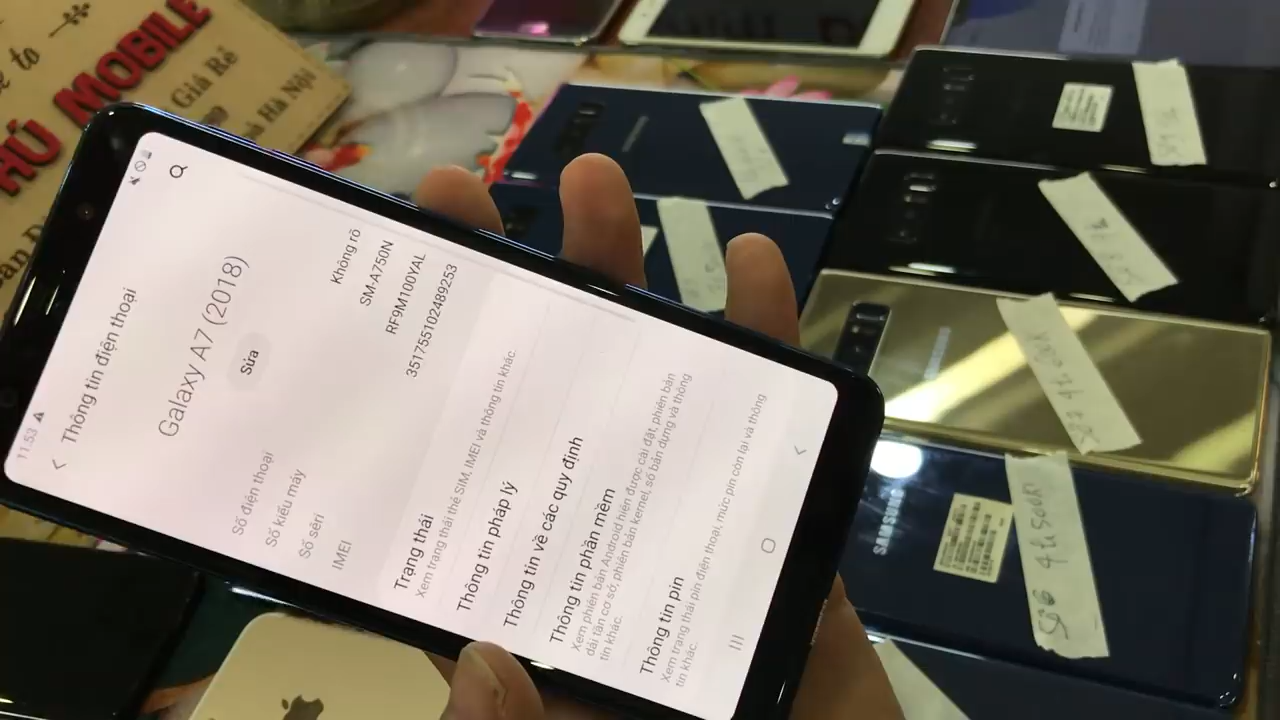 11:53
Thông tin điện thoại
Galaxy A7 (2018)
Sửa
Số điện thoại Không rõ
Số kiểu máy SM-A750N
Số sêri RF9M100YAL
IMEI 351755102489253
Trạng thái
Xem trạng thái thẻ SIM, IMEI và thông tin khác.
Thông tin pháp lý
Thông tin về các quy định
Thông tin phần mềm
Xem phiên bản Android hiện được cài đặt, phiên bản
dải tần cơ sở, phiên bản kernel, số bản dựng và thông
tin khác.
Thông tin pin
Xem trạng thái pin điện thoại, mức pin còn lại và thông
tin khác.
to
HÚ MOBILE
Giá Rẻ
Hà Nội
SAMSUNG